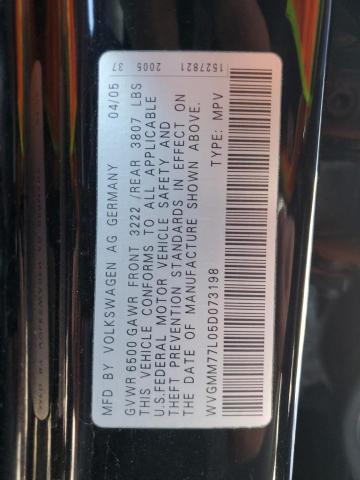 1527821 2005 37
MFD BY VOLKSWAGEN AG GERMANY 04/05
GVWR 6500 GAWR FRONT 3222 /REAR 3807 LBS
THIS VEHICLE CONFORMS TO ALL APPLICABLE
U.S.FEDERAL MOTOR VEHICLE SAFETY AND
THEFT PREVENTION STANDARDS IN EFFECT ON
THE DATE OF MANUFACTURE SHOWN ABOVE.
WVGMM77L05D073198 TYPE: MPV